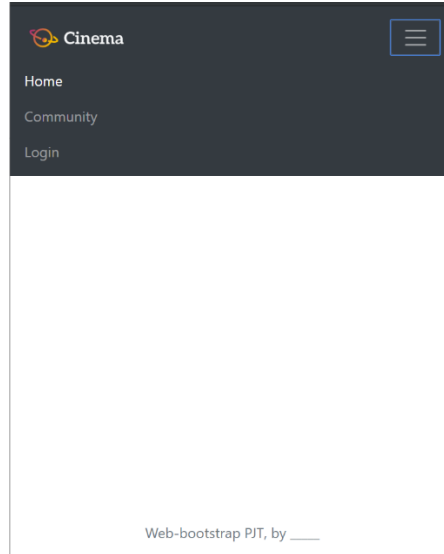 Cinema
Home
Community
Login
Web-bootstrap PJT, by ____